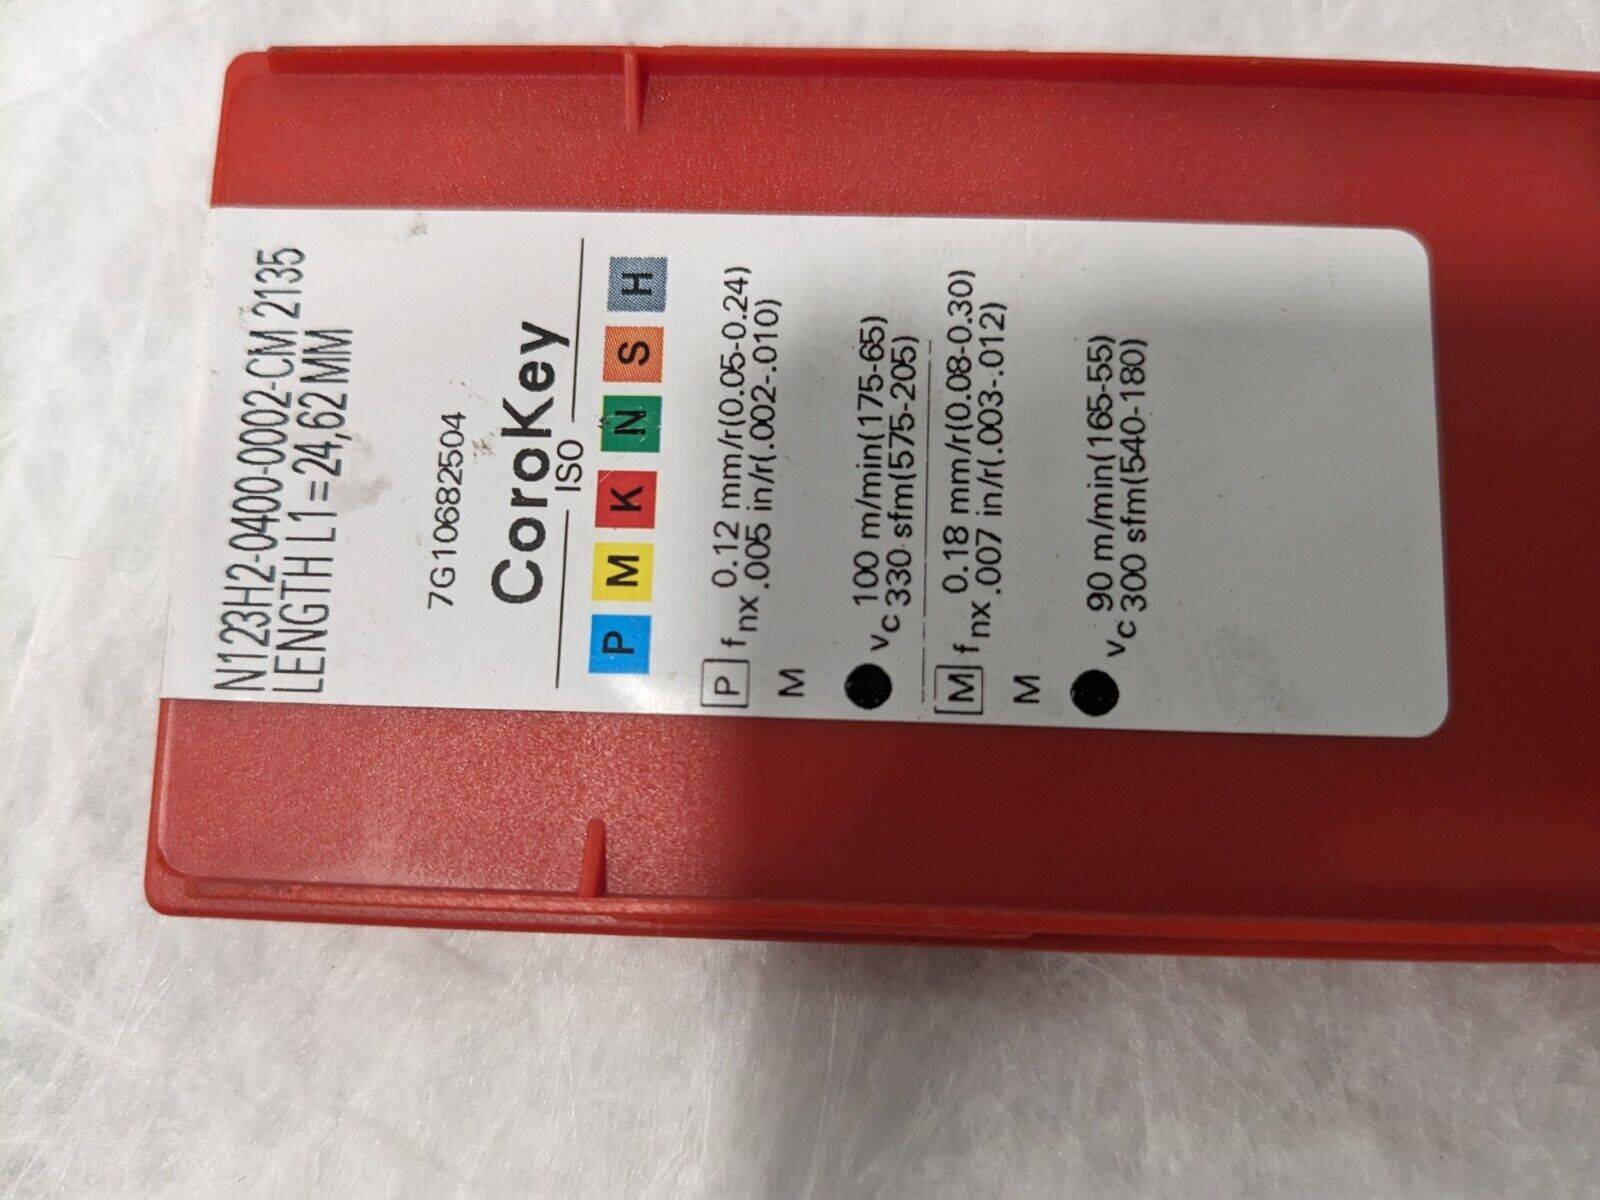 N123H2-0400-0002-CM 2135
LENGTH L1 = 24,62 MM
7G10682504
CoroKey
ISO
P M K N S H
P fnx 0.12 mm/r(0.05-0.24)
.005 in/r(.002-.010)
M
vc 100 m/min(175-65)
330 sfm(575-205)
M fnx 0.18 mm/r(0.08-0.30)
.007 in/r(.003-.012)
M
vc 90 m/min(165-55)
300 sfm(540-180)